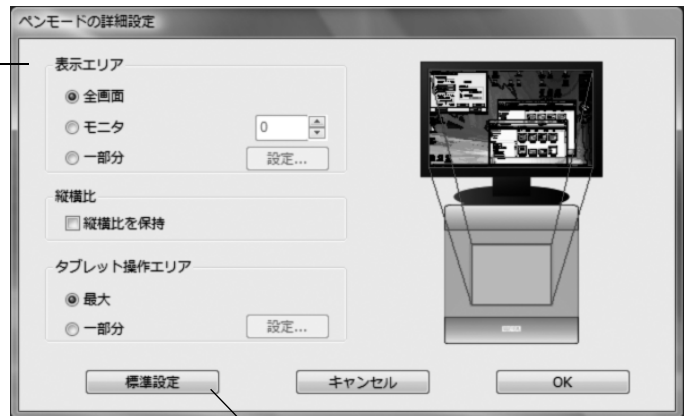 ペンモードの詳細設定
表示エリア
全画面
モニタ 0
一部分 設定...
縦横比
縦横比を保持
タブレット操作エリア
最大
一部分 設定...
標準設定 キャンセル OK